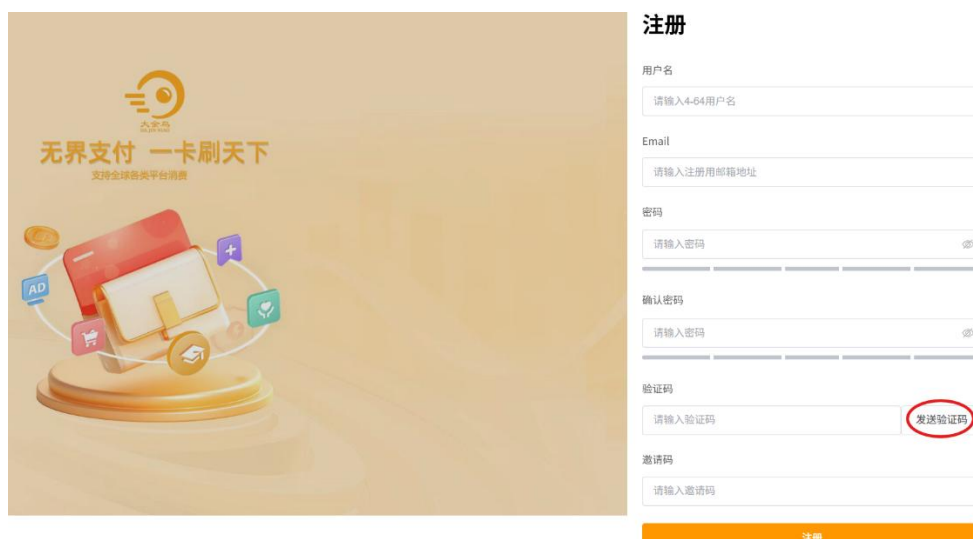 大金鸟
无界支付 一卡刷天下
支持全球各类平台消费
AD
注册
用户名
请输入4-64用户名
Email
请输入注册用邮箱地址
密码
请输入密码
确认密码
请输入密码
验证码
请输入验证码
发送验证码
邀请码
请输入邀请码
注册